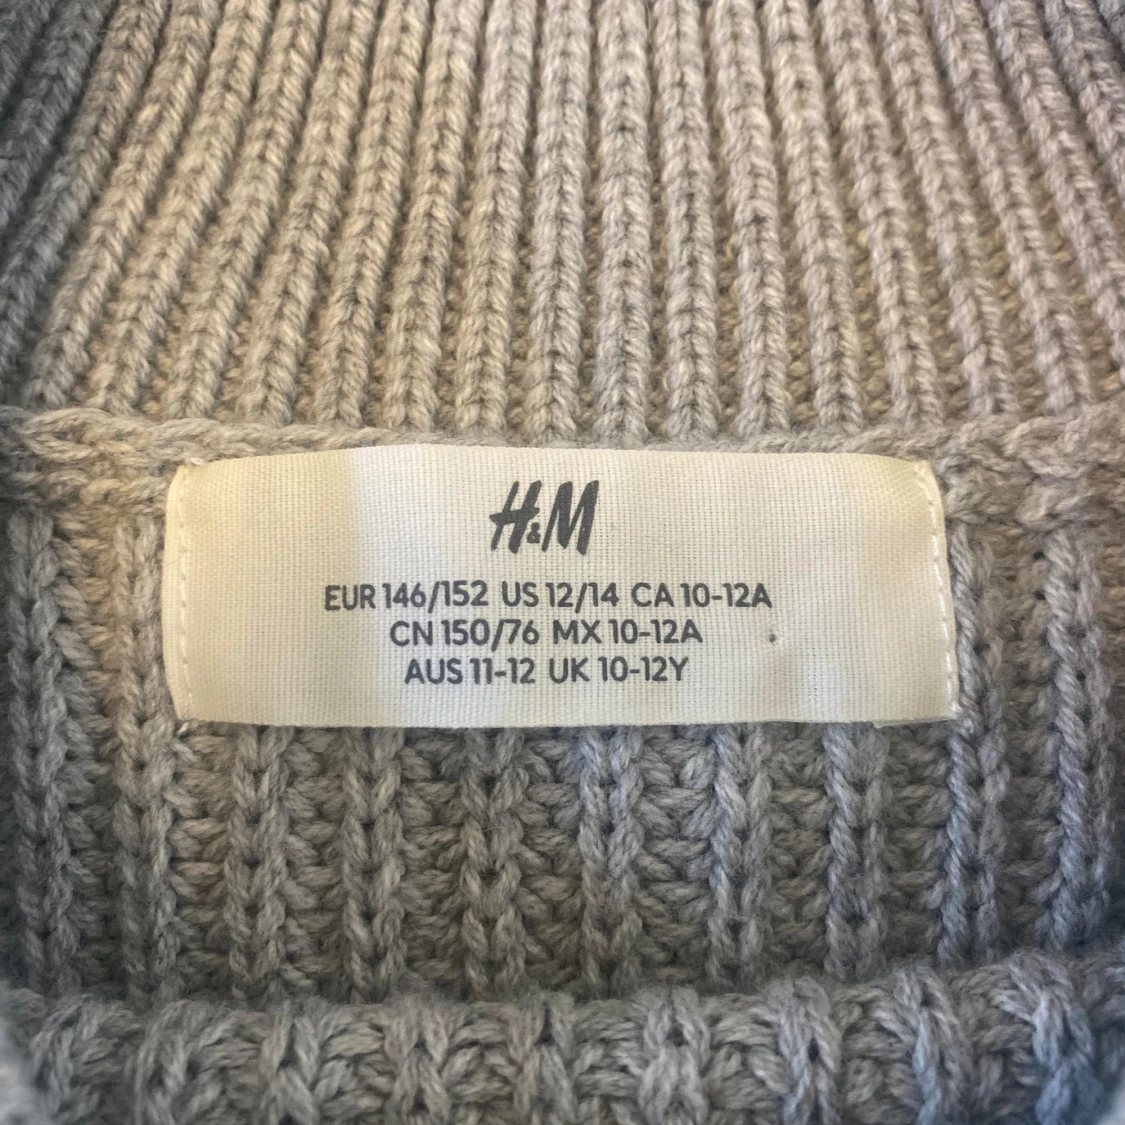 H&M
EUR 146/152 US 12/14 CA 10-12A
CN 150/76 MX 10-12A
AUS 11-12 UK 10-12Y